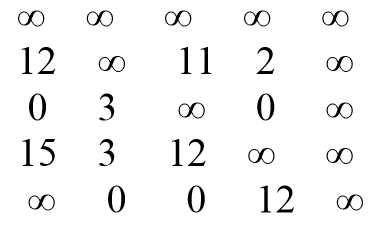 ∞ ∞ ∞ ∞ ∞
12 ∞ 11 2 ∞
0 3 ∞ 0 ∞
15 3 12 ∞ ∞
∞ 0 0 12 ∞